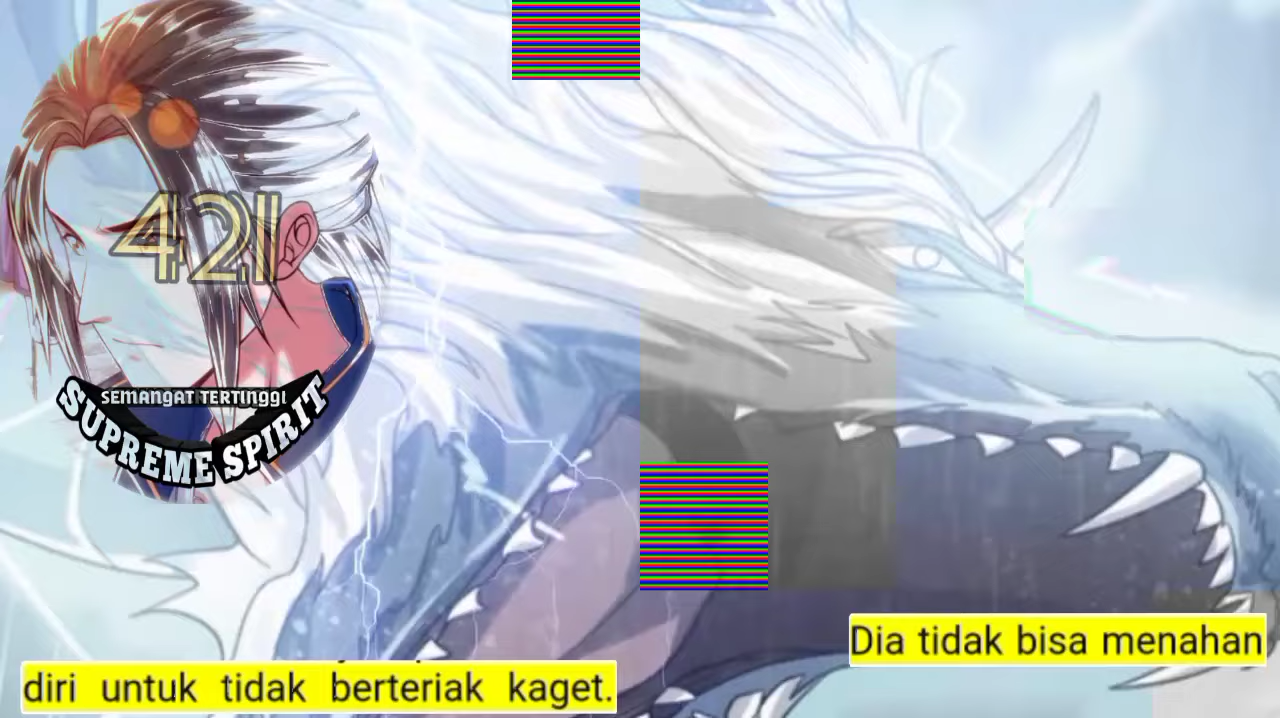 421
SEMANGAT TERTINGGI
SUPREME SPIRIT
Dia tidak bisa menahan
diri untuk tidak berteriak kaget.